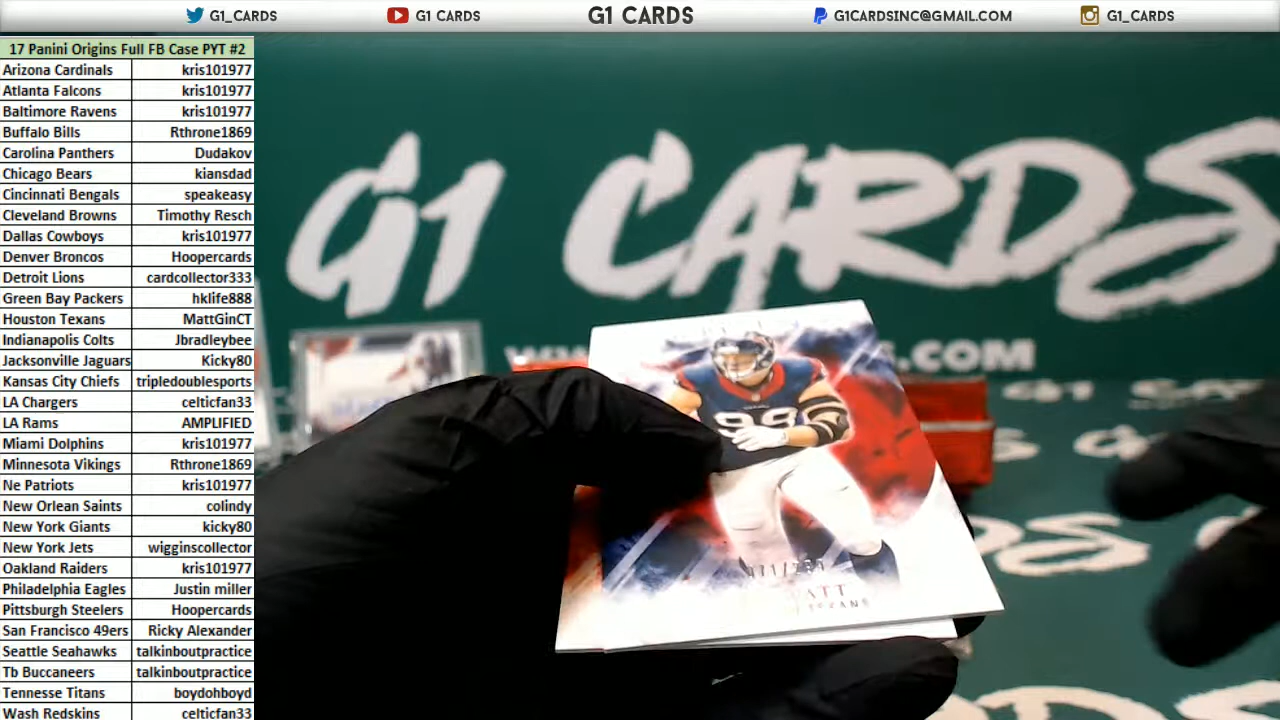 G1_CARDS G1 CARDS G1 CARDS G1CARDSINC@GMAIL.COM G1_CARDS
17 Panini Origins Full FB Case PYT #2
Arizona Cardinals kris101977
Atlanta Falcons kris101977
Baltimore Ravens kris101977
Buffalo Bills Rthrone1869
Carolina Panthers Dudakov
Chicago Bears kiansdad
Cincinnati Bengals speakeasy
Cleveland Browns Timothy Resch
Dallas Cowboys kris101977
Denver Broncos Hoopercards
Detroit Lions cardcollector333
Green Bay Packers hklife888
Houston Texans MattGinCT
Indianapolis Colts Jbradleybee
Jacksonville Jaguars Kicky80
Kansas City Chiefs tripledoublesports
LA Chargers celticfan33
LA Rams AMPLIFIED
Miami Dolphins kris101977
Minnesota Vikings Rthrone1869
Ne Patriots kris101977
New Orlean Saints colindy
New York Giants kicky80
New York Jets wigginscollector
Oakland Raiders kris101977
Philadelphia Eagles Justin miller
Pittsburgh Steelers Hoopercards
San Francisco 49ers Ricky Alexander
Seattle Seahawks talkinboutpractice
Tb Buccaneers talkinboutpractice
Tennesse Titans boydohboyd
Wash Redskins celticfan33
G1 CARDS
.COM
99
ATT
TEXANS